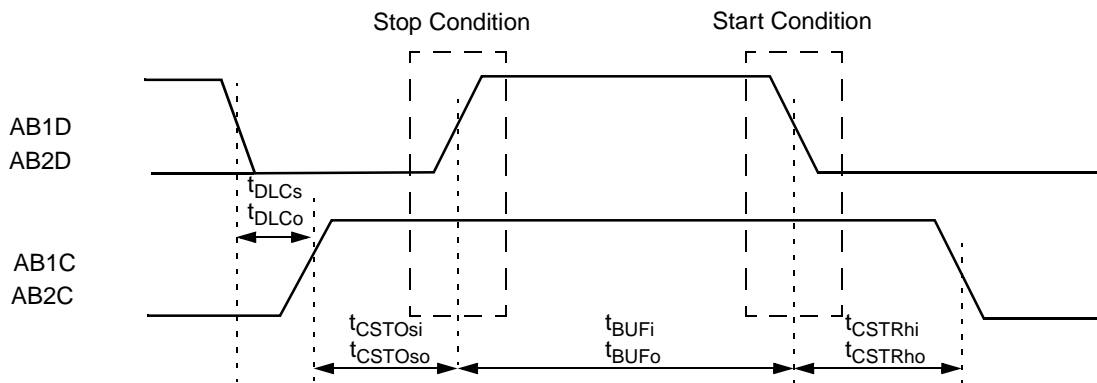 Stop Condition
Start Condition
AB1D
AB2D
tDLCs
tDLCo
AB1C
AB2C
tCSTOsi
tCSTOso
tBUFi
tBUFo
tCSTRhi
tCSTRho